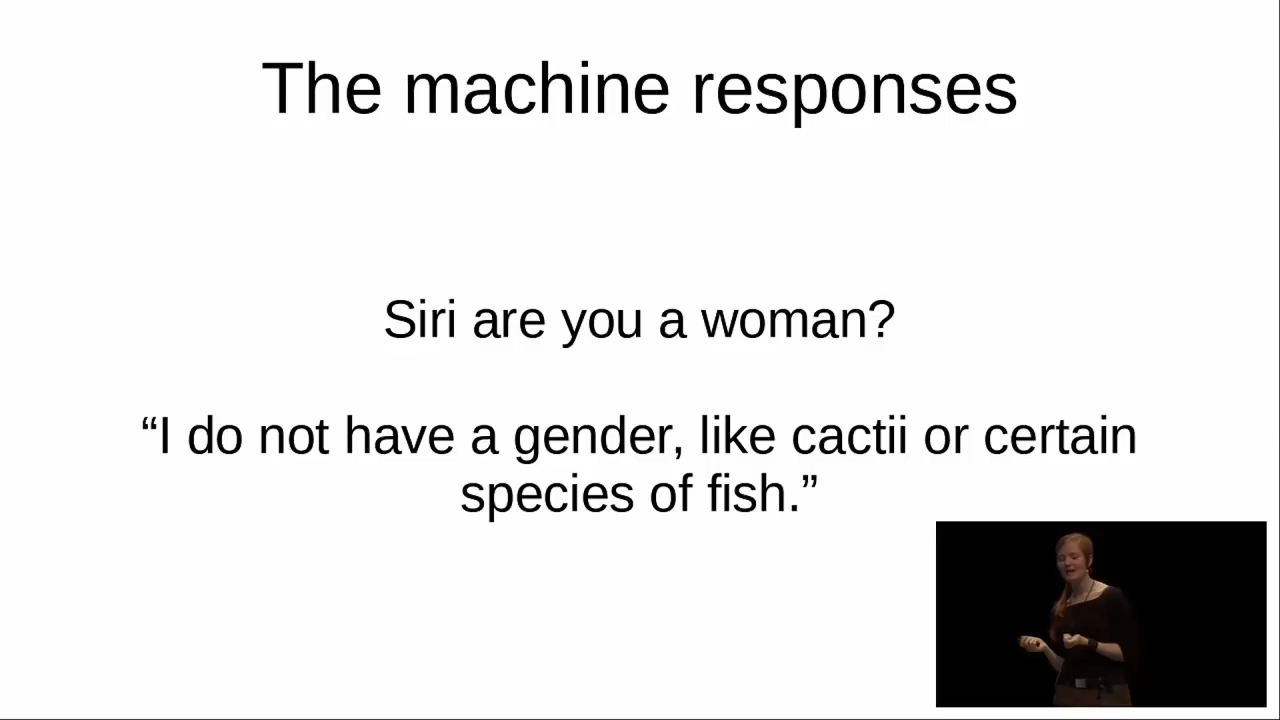 The machine responses
Siri are you a woman?
“I do not have a gender, like cactii or certain
species of fish.”